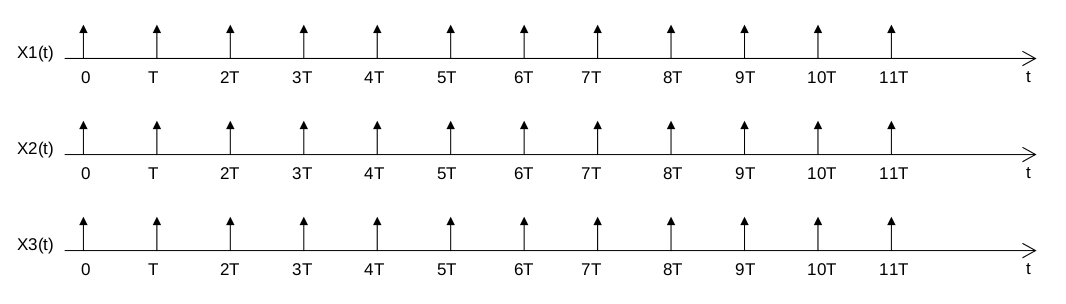 X1(t)
0 T 2T 3T 4T 5T 6T 7T 8T 9T 10T 11T t
X2(t)
0 T 2T 3T 4T 5T 6T 7T 8T 9T 10T 11T t
X3(t)
0 T 2T 3T 4T 5T 6T 7T 8T 9T 10T 11T t